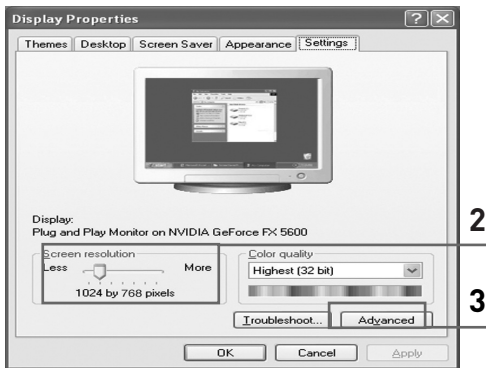 Display Properties
Themes Desktop Screen Saver Appearance Settings
Display:
Plug and Play Monitor on NVIDIA GeForce FX 5600
Screen resolution
Less More
1024 by 768 pixels
Color quality
Highest (32 bit)
2
3
Troubleshoot... Advanced
OK Cancel Apply